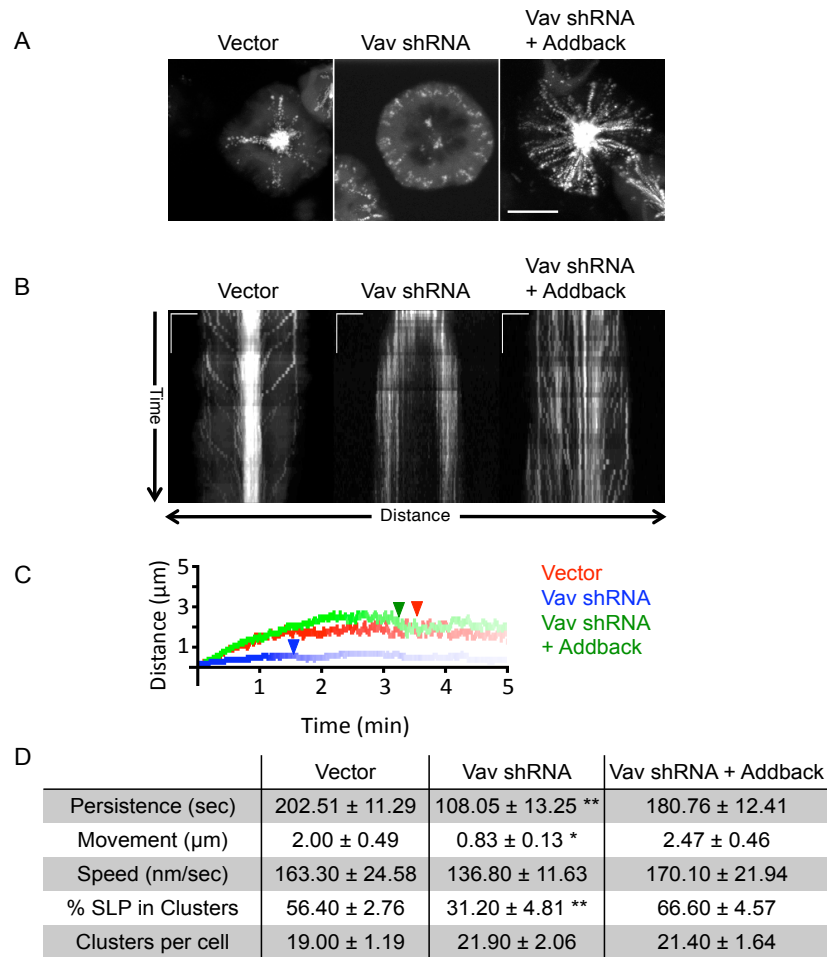 A
Vector
Vav shRNA
Vav shRNA
+ Addback
B
Vector
Vav shRNA
Vav shRNA
+ Addback
Time
Distance
C
Distance (µm)
5
3
1
1 2 3 4 5
Time (min)
Vector
Vav shRNA
Vav shRNA
+ Addback
D
Vector Vav shRNA Vav shRNA + Addback
Persistence (sec) 202.51 ± 11.29 108.05 ± 13.25 ** 180.76 ± 12.41
Movement (µm) 2.00 ± 0.49 0.83 ± 0.13 * 2.47 ± 0.46
Speed (nm/sec) 163.30 ± 24.58 136.80 ± 11.63 170.10 ± 21.94
% SLP in Clusters 56.40 ± 2.76 31.20 ± 4.81 ** 66.60 ± 4.57
Clusters per cell 19.00 ± 1.19 21.90 ± 2.06 21.40 ± 1.64